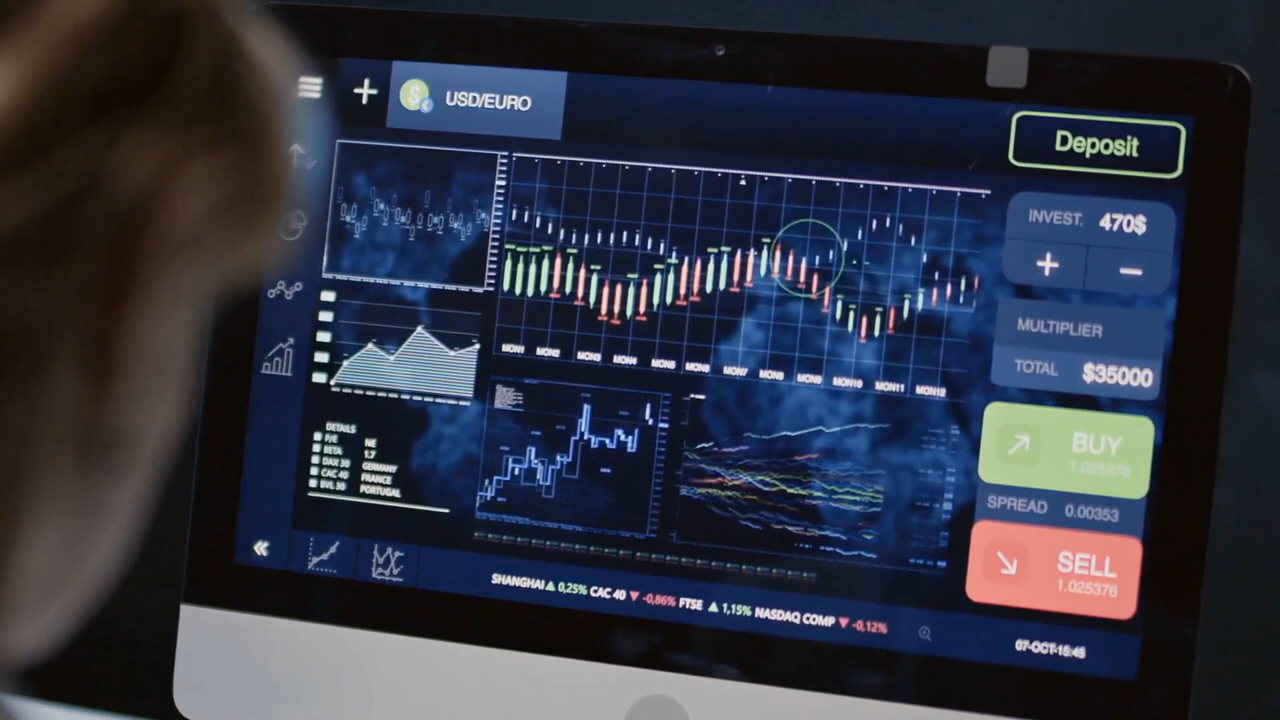 USD/EURO
Deposit
INVEST. 470$
+ −
MULTIPLIER
TOTAL $35000
MON1 MON2 MON3 MON4 MON5 MON6 MON7 MON8 MON9 MON10 MON11 MON12
DETAILS
P/E NE
BETA 1.7
DAX 30 GERMANY
CAC 40 FRANCE
BVL 30 PORTUGAL
BUY
SPREAD 0.00353
SELL
1.025376
SHANGHAI ▲ 0,25% CAC 40 ▼ -0,86% FTSE ▲ 1,15% NASDAQ COMP ▼ -0,12%
07-OCT-15:45